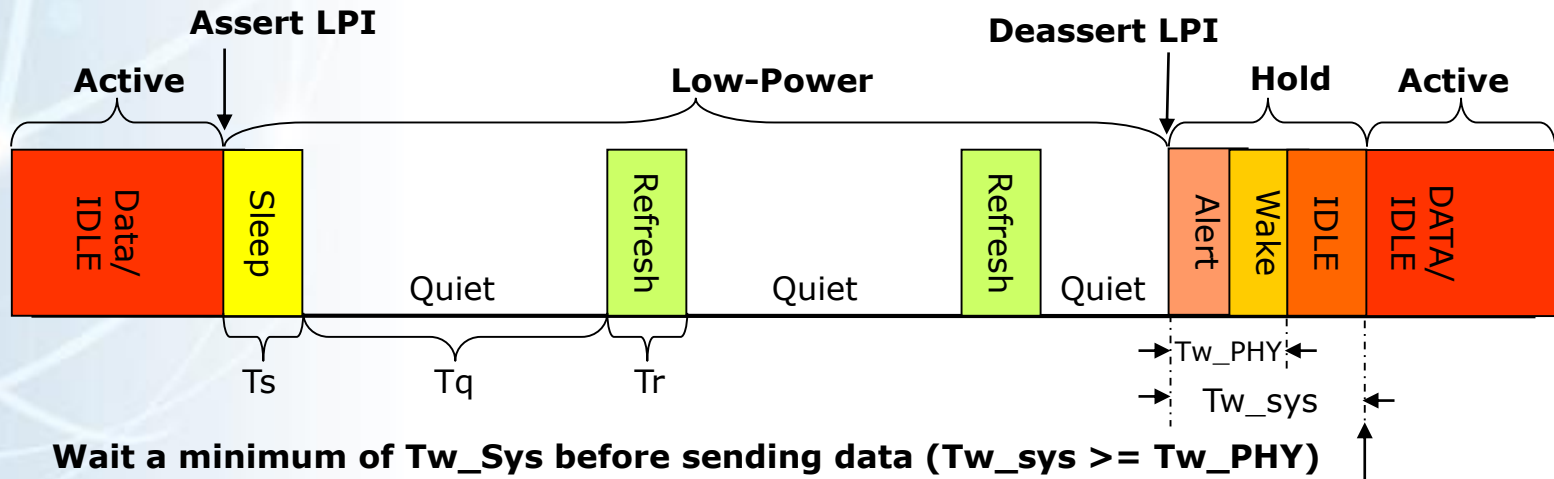 Assert LPI
Deassert LPI
Active
Low-Power
Hold
Active
Data/
IDLE
Sleep
Quiet
Refresh
Quiet
Refresh
Quiet
Alert
Wake
IDLE
DATA/
IDLE
Ts
Tq
Tr
Tw_PHY
Tw_sys
Wait a minimum of Tw_Sys before sending data (Tw_sys >= Tw_PHY)